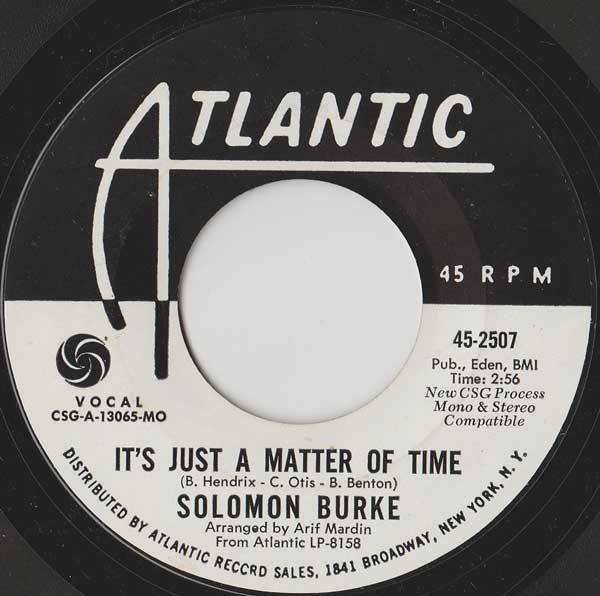 ATLANTIC
45 RPM
VOCAL
CSG-A-13065-MO
45-2507
Pub., Eden, BMI
Time: 2:56
New CSG Process
Mono & Stereo
Compatible
IT'S JUST A MATTER OF TIME
(B. Hendrix - C. Otis - B. Benton)
SOLOMON BURKE
Arranged by Arif Mardin
From Atlantic LP-8158
DISTRIBUTED BY ATLANTIC RECORD SALES, 1841 BROADWAY, NEW YORK, N.Y.